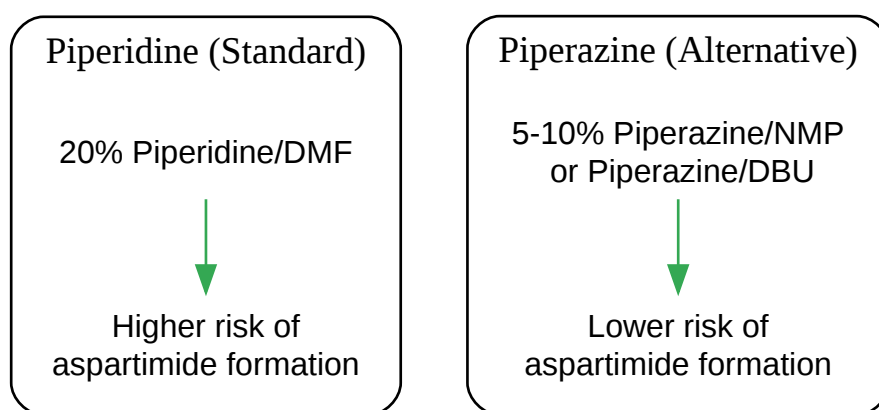 Piperidine (Standard)
20% Piperidine/DMF
Higher risk of
aspartimide formation
Piperazine (Alternative)
5-10% Piperazine/NMP
or Piperazine/DBU
Lower risk of
aspartimide formation